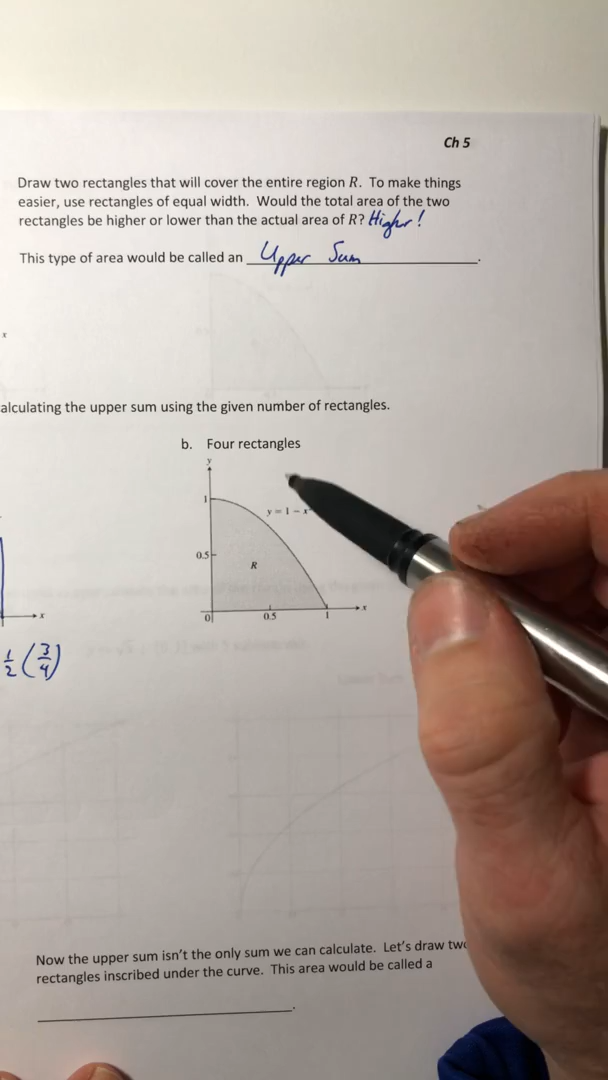 Ch 5
Draw two rectangles that will cover the entire region R. To make things
easier, use rectangles of equal width. Would the total area of the two
rectangles be higher or lower than the actual area of R? Higher!
This type of area would be called an Upper Sum.
x
alculating the upper sum using the given number of rectangles.
b. Four rectangles
y
1
y = 1 – x
0.5
R
x
x
0
0.5
1
1/2 (3/4)
Now the upper sum isn't the only sum we can calculate. Let's draw tw
rectangles inscribed under the curve. This area would be called a